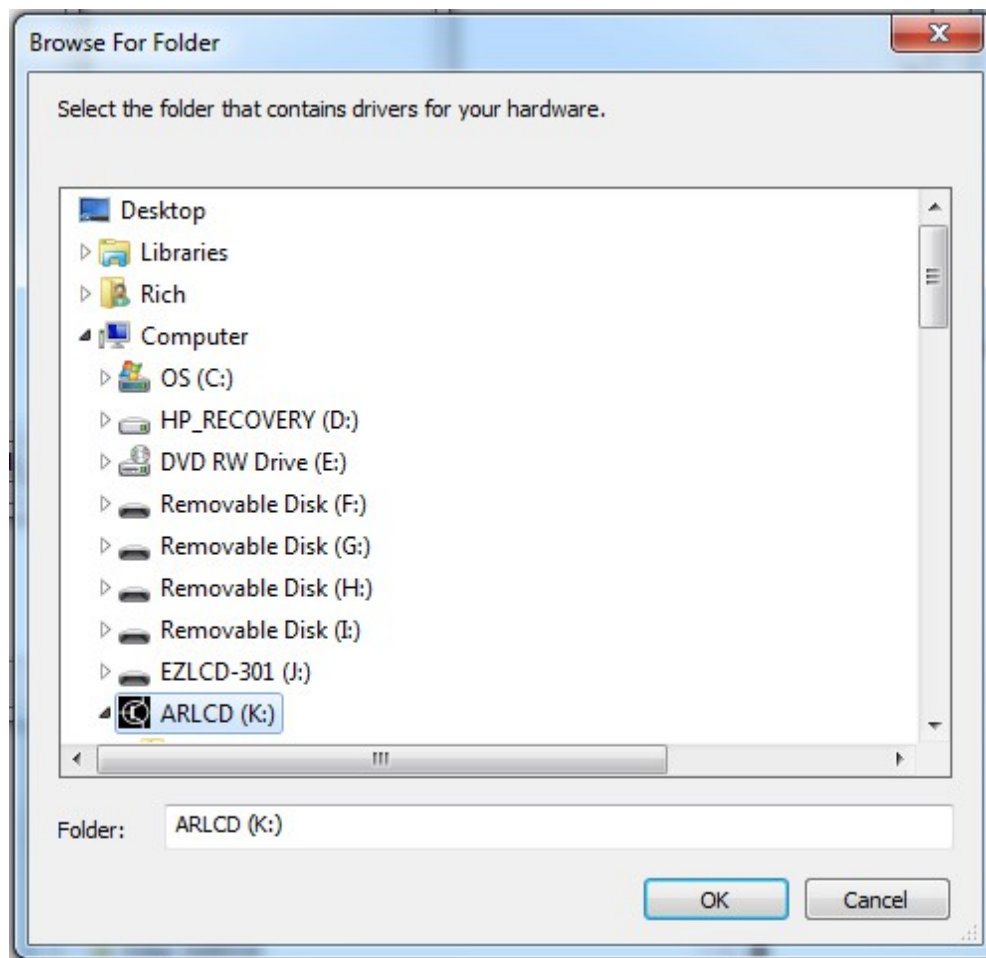 Browse For Folder
Select the folder that contains drivers for your hardware.
Desktop
Libraries
Rich
Computer
OS (C:)
HP_RECOVERY (D:)
DVD RW Drive (E:)
Removable Disk (F:)
Removable Disk (G:)
Removable Disk (H:)
Removable Disk (I:)
EZLCD-301 (J:)
ARLCD (K:)
Folder: ARLCD (K:)
OK Cancel